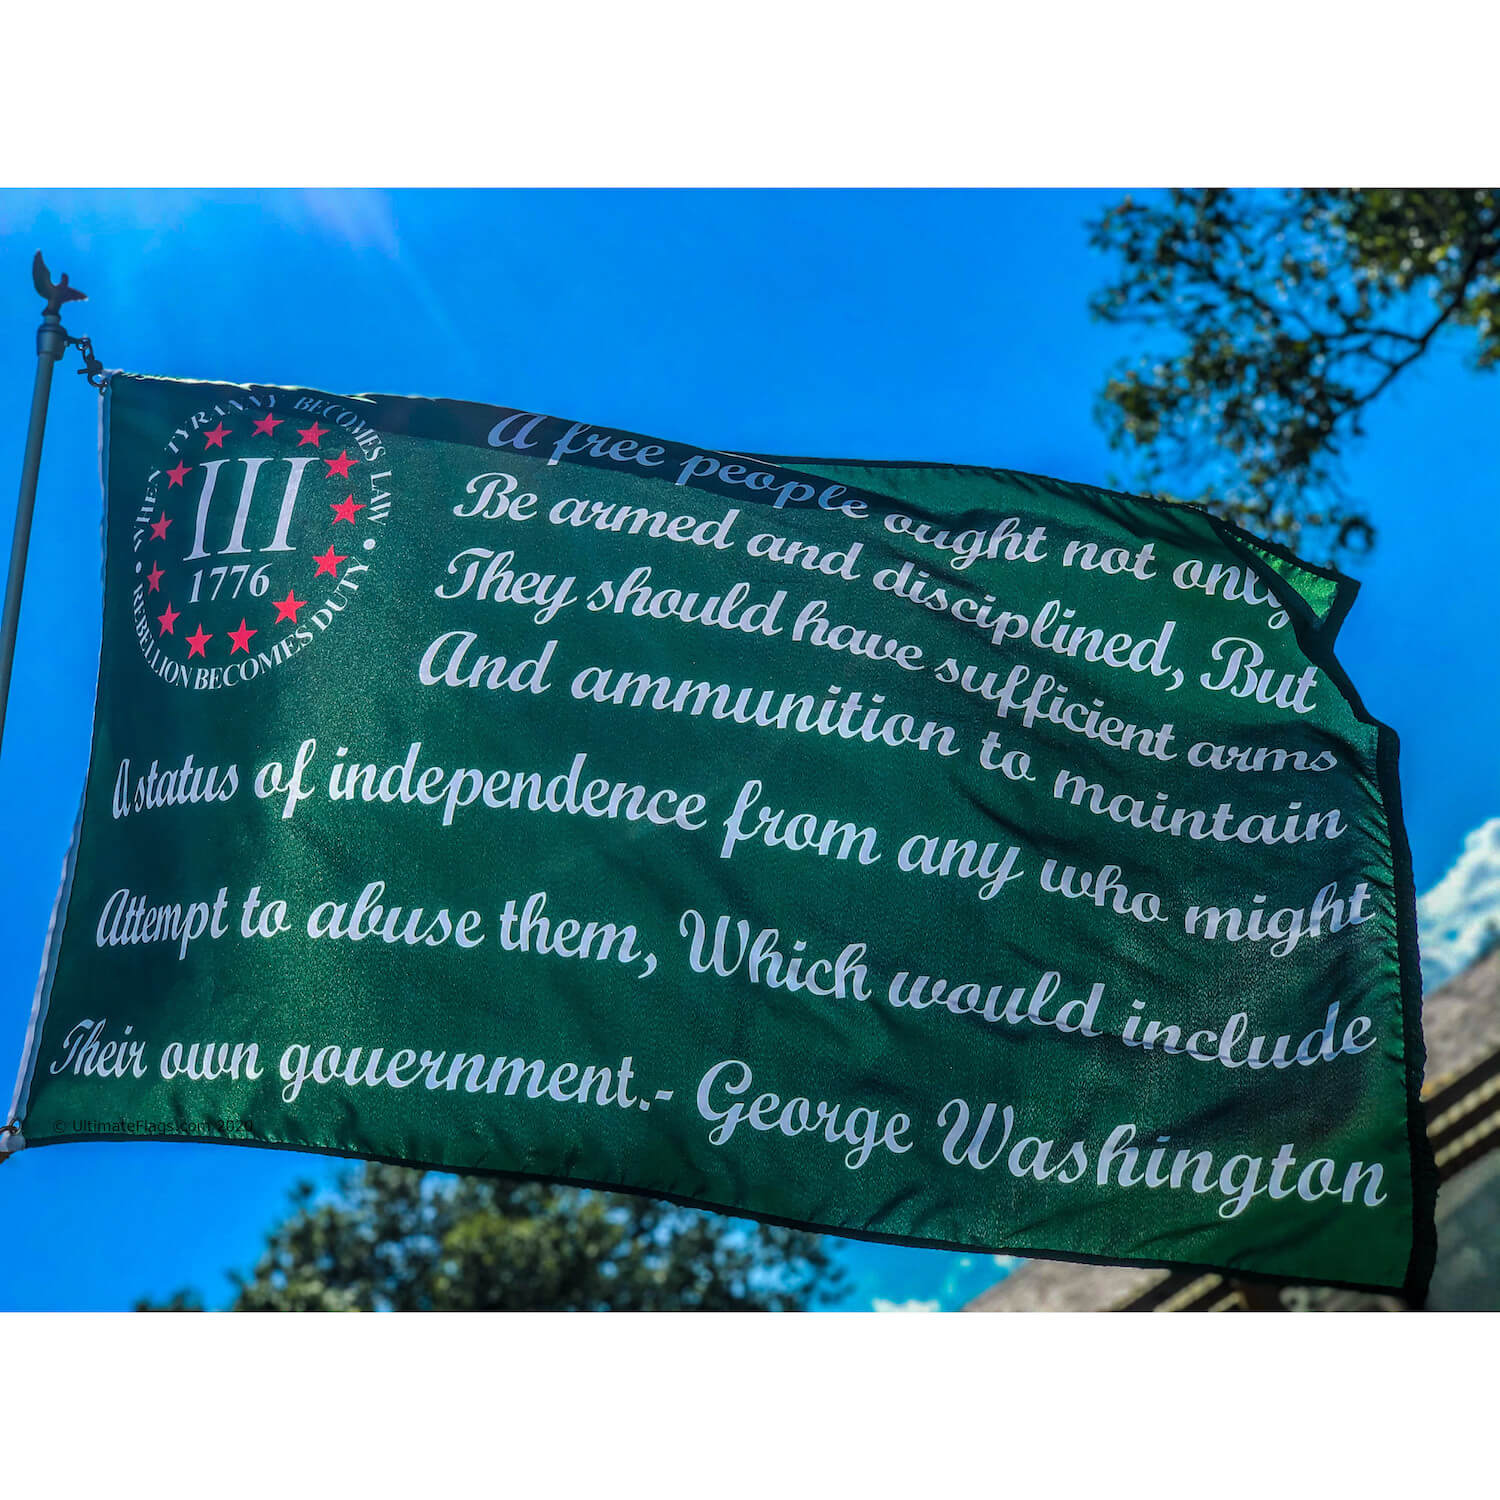 WHEN TYRANNY BECOMES LAW
• REBELLION BECOMES DUTY •
III
1776
A free people ought not only
Be armed and disciplined, But
They should have sufficient arms
And ammunition to maintain
A status of independence from any who might
Attempt to abuse them, Which would include
Their own government.- George Washington
© UltimateFlags.com 2020